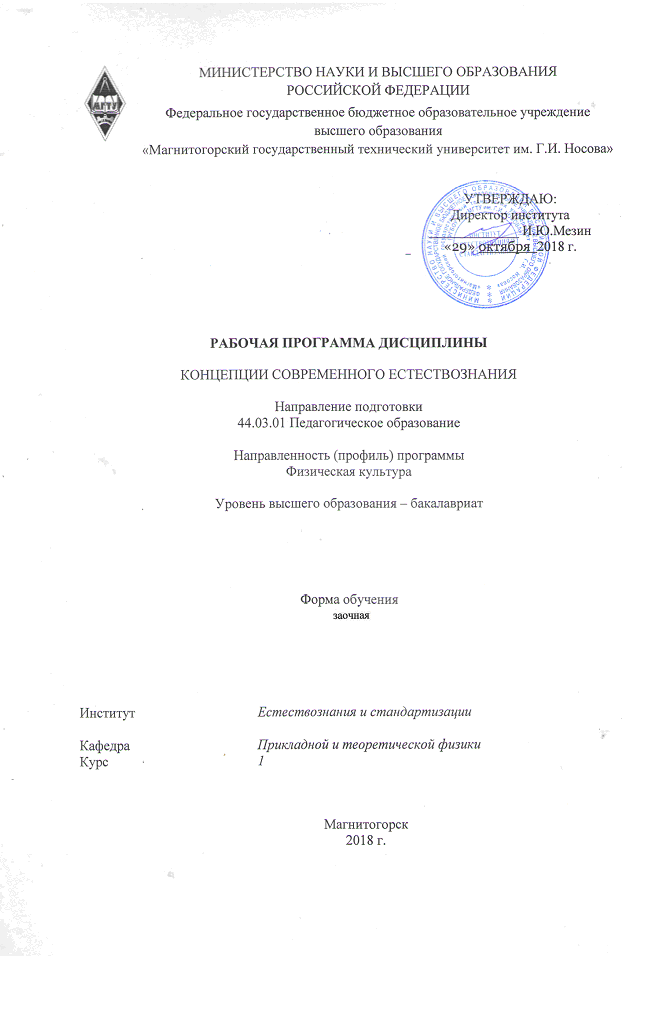 МИНИСТЕРСТВО НАУКИ И ВЫСШЕГО ОБРАЗОВАНИЯ
РОССИЙСКОЙ ФЕДЕРАЦИИ
Федеральное государственное бюджетное образовательное учреждение
высшего образования
«Магнитогорский государственный технический университет им. Г.И. Носова»
МГТУ
УТВЕРЖДАЮ:
Директор института
И.Ю.Мезин
«29» октября 2018 г.
РАБОЧАЯ ПРОГРАММА ДИСЦИПЛИНЫ
КОНЦЕПЦИИ СОВРЕМЕННОГО ЕСТЕСТВОЗНАНИЯ
Направление подготовки
44.03.01 Педагогическое образование
Направленность (профиль) программы
Физическая культура
Уровень высшего образования – бакалавриат
Форма обучения
заочная
Институт Естествознания и стандартизации
Кафедра Прикладной и теоретической физики
Курс 1
Магнитогорск
2018 г.